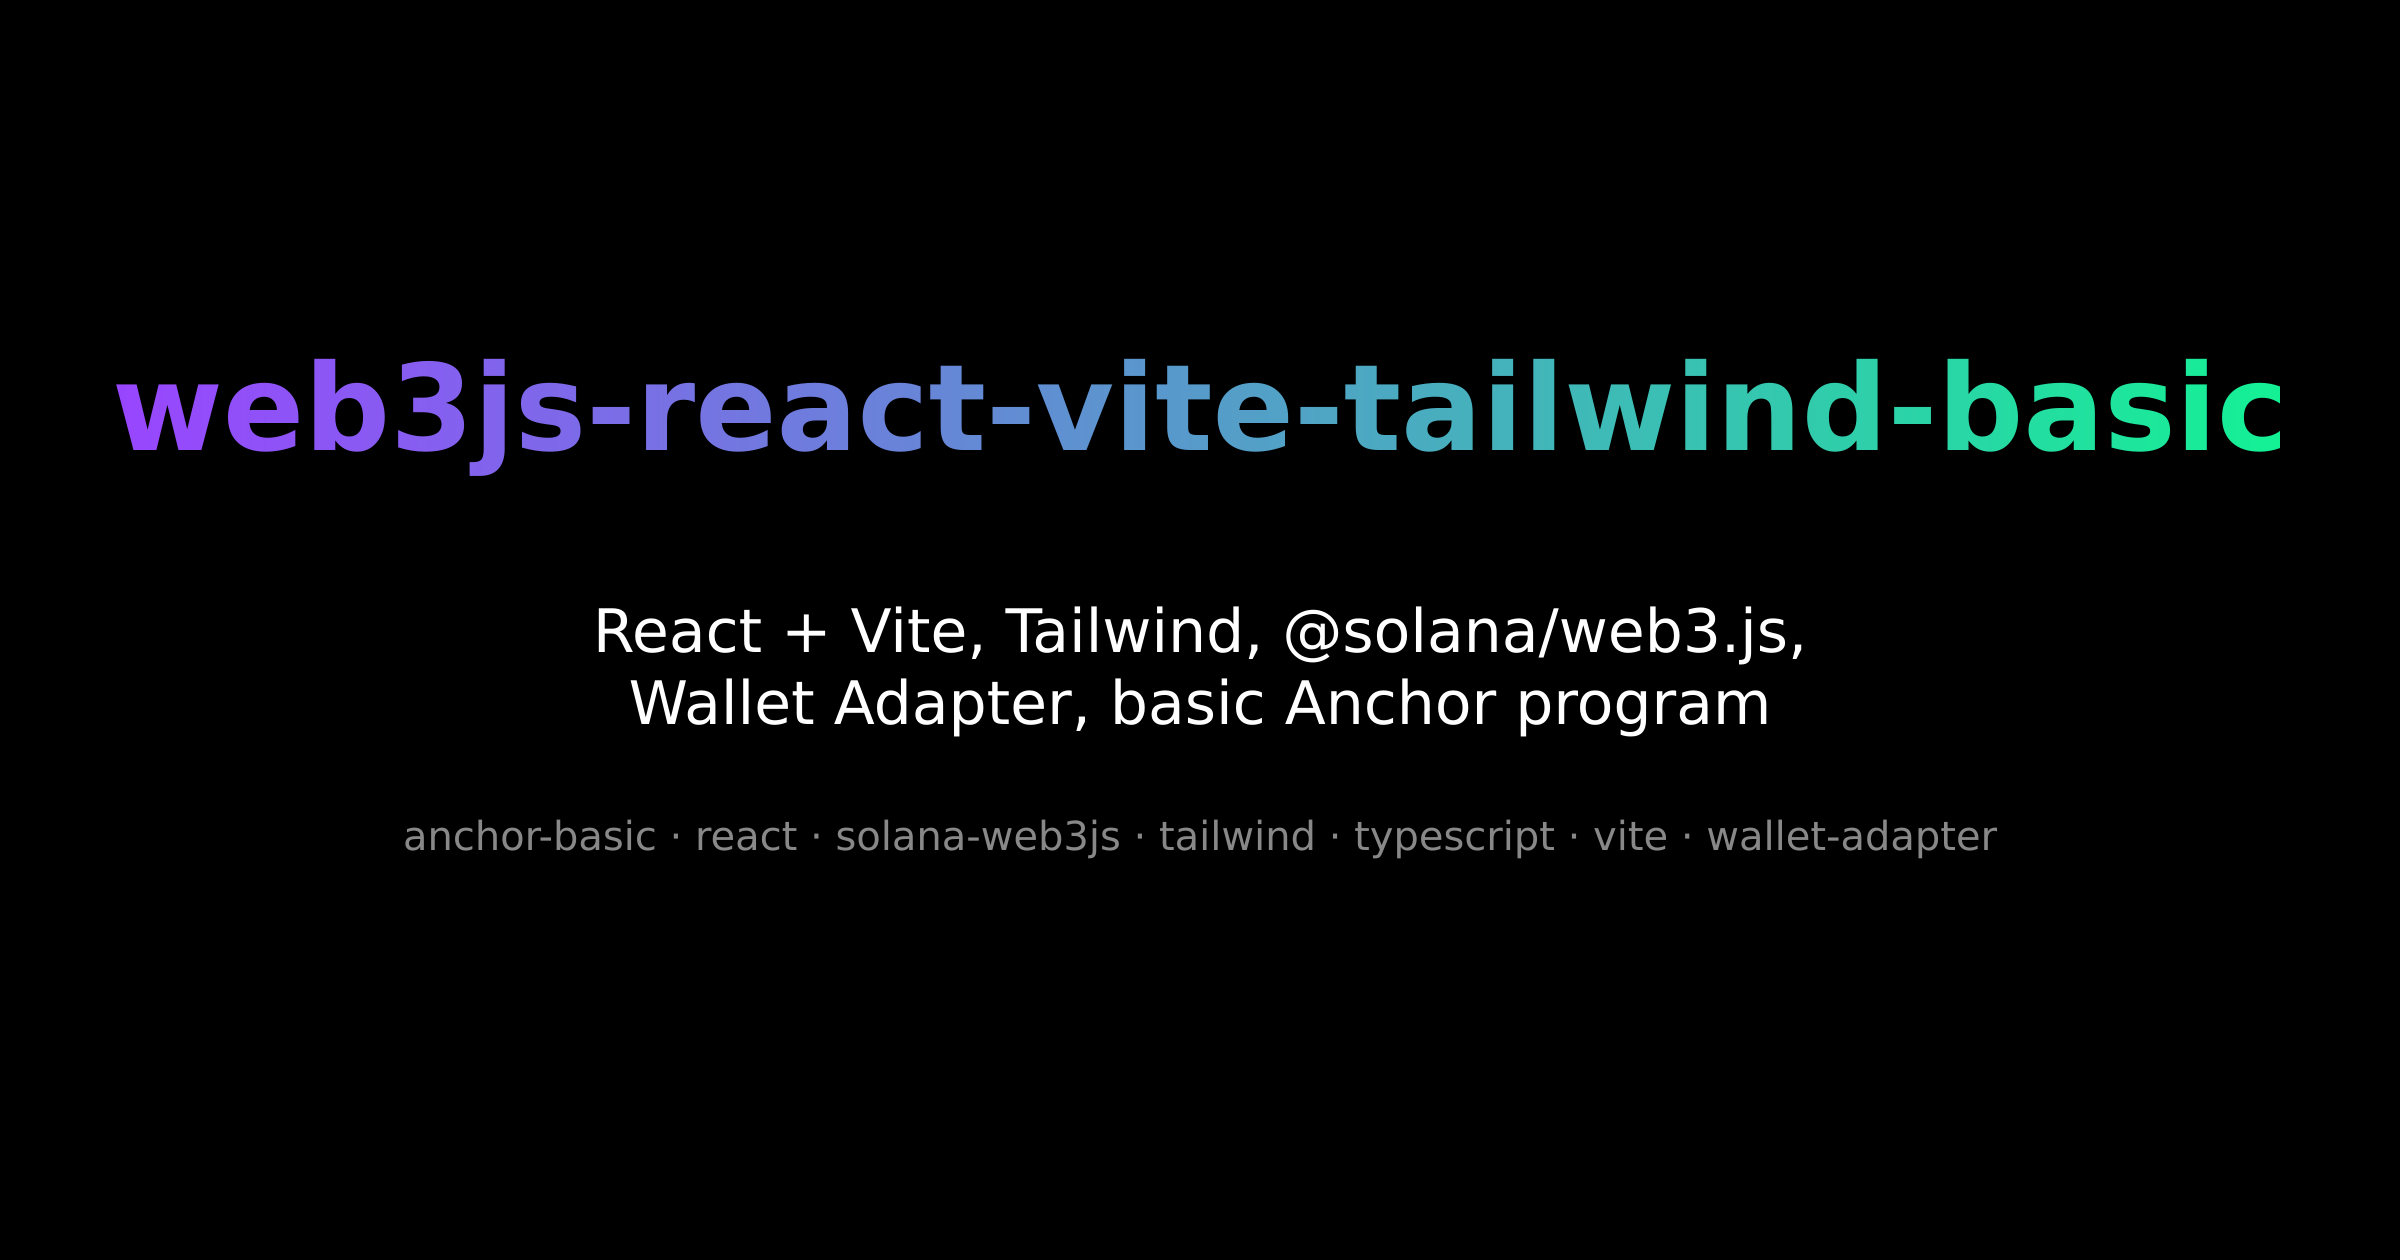 web3js-react-vite-tailwind-basic
React + Vite, Tailwind, @solana/web3.js,
Wallet Adapter, basic Anchor program
anchor-basic · react · solana-web3js · tailwind · typescript · vite · wallet-adapter